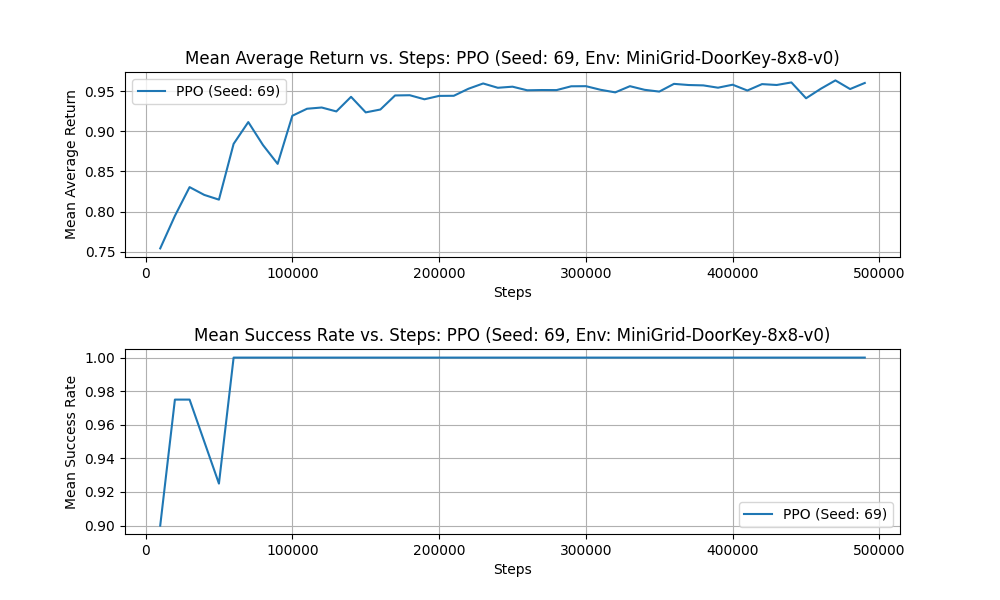 Mean Average Return vs. Steps: PPO (Seed: 69, Env: MiniGrid-DoorKey-8x8-v0)
Mean Average Return
0.95
0.90
0.85
0.80
0.75
PPO (Seed: 69)
0 100000 200000 300000 400000 500000
Steps
Mean Success Rate vs. Steps: PPO (Seed: 69, Env: MiniGrid-DoorKey-8x8-v0)
Mean Success Rate
1.00
0.98
0.96
0.94
0.92
0.90
PPO (Seed: 69)
0 100000 200000 300000 400000 500000
Steps